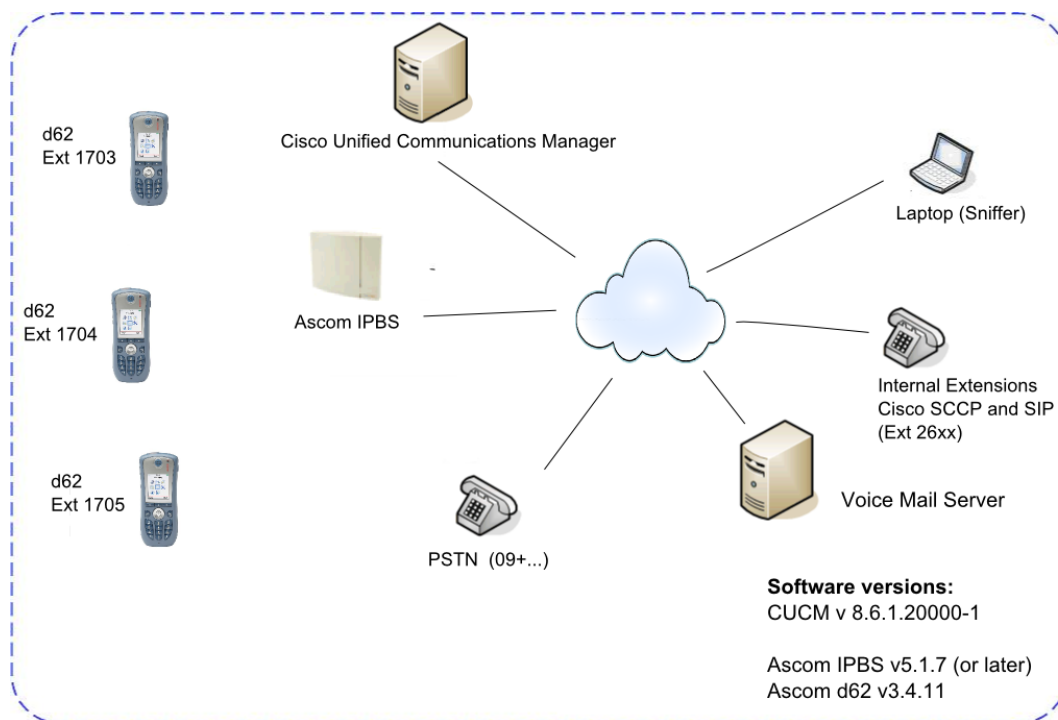 Cisco Unified Communications Manager
d62
Ext 1703
Laptop (Sniffer)
Ascom IPBS
d62
Ext 1704
Internal Extensions
Cisco SCCP and SIP
(Ext 26xx)
d62
Ext 1705
Voice Mail Server
PSTN  (09+...)
Software versions:
CUCM v 8.6.1.20000-1
Ascom IPBS v5.1.7 (or later)
Ascom d62 v3.4.11